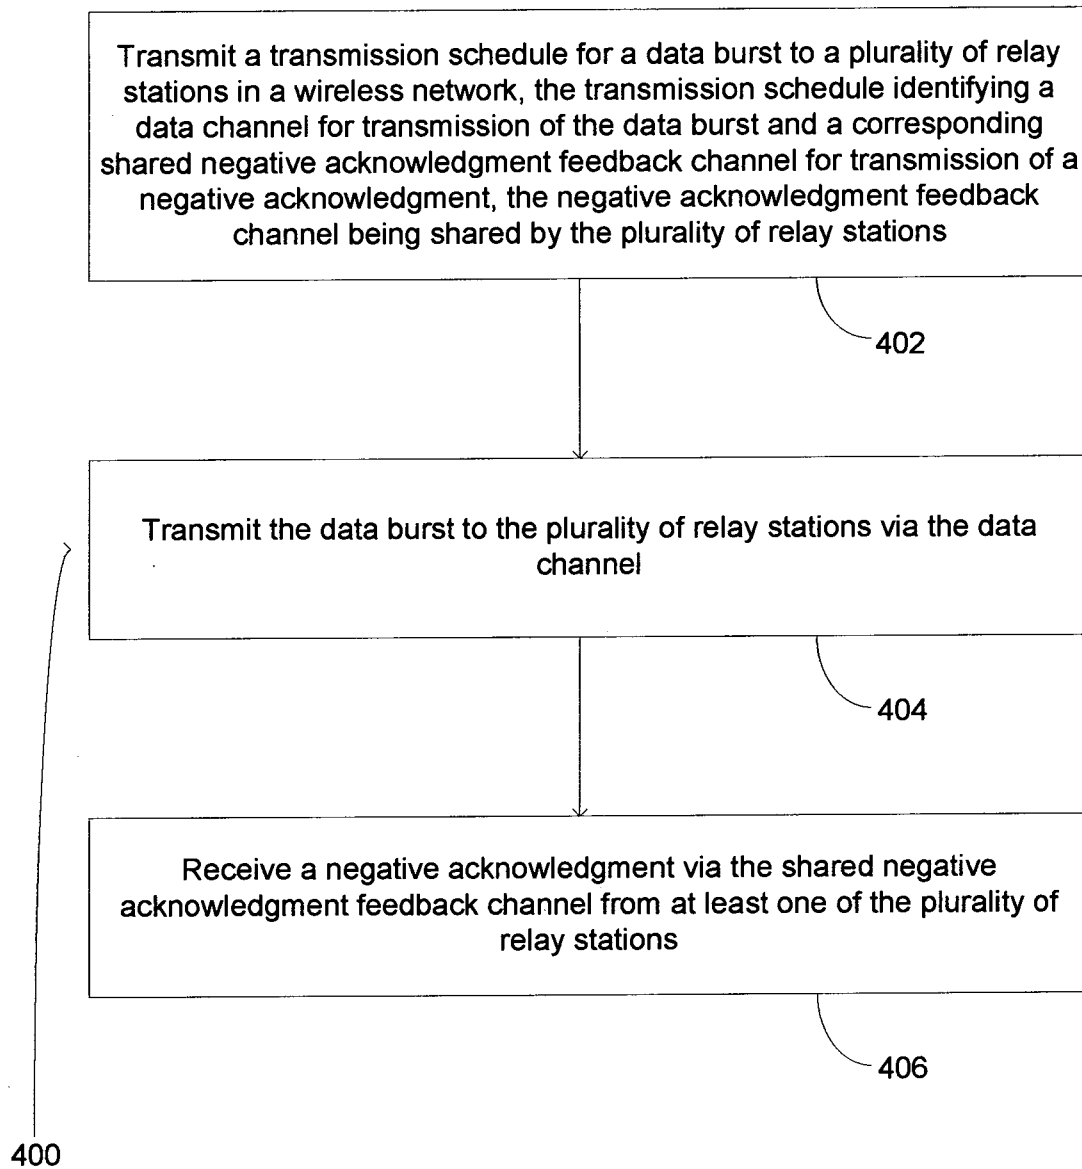 Transmit a transmission schedule for a data burst to a plurality of relay
stations in a wireless network, the transmission schedule identifying a
data channel for transmission of the data burst and a corresponding
shared negative acknowledgment feedback channel for transmission of a
negative acknowledgment, the negative acknowledgment feedback
channel being shared by the plurality of relay stations
402
Transmit the data burst to the plurality of relay stations via the data
channel
404
Receive a negative acknowledgment via the shared negative
acknowledgment feedback channel from at least one of the plurality of
relay stations
406
400